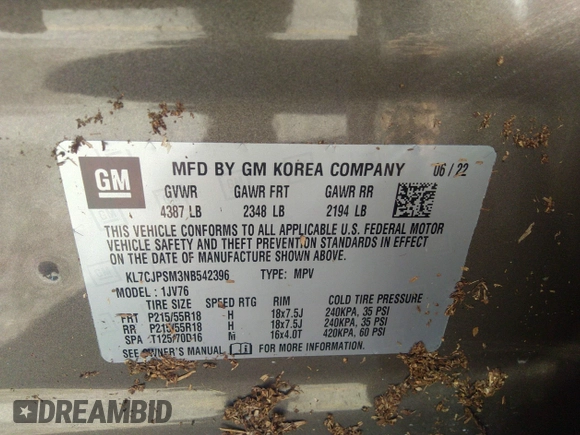 GM
MFD BY GM KOREA COMPANY 06/22
GVWR GAWR FRT GAWR RR
4387 LB 2348 LB 2194 LB
THIS VEHICLE CONFORMS TO ALL APPLICABLE U.S. FEDERAL MOTOR
VEHICLE SAFETY AND THEFT PREVENTION STANDARDS IN EFFECT
ON THE DATE OF MANUFACTURE SHOWN ABOVE.
KL7CJPSM3NB542396 TYPE: MPV
MODEL: 1JV76
TIRE SIZE SPEED RTG RIM COLD TIRE PRESSURE
FRT P215/55R18 H 18x7.5J 240KPA, 35 PSI
RR P215/55R18 H 18x7.5J 240KPA, 35 PSI
SPA T125/70D16 M 16x4.0T 420KPA, 60 PSI
SEE OWNER'S MANUAL FOR MORE INFORMATION.
DREAMBID